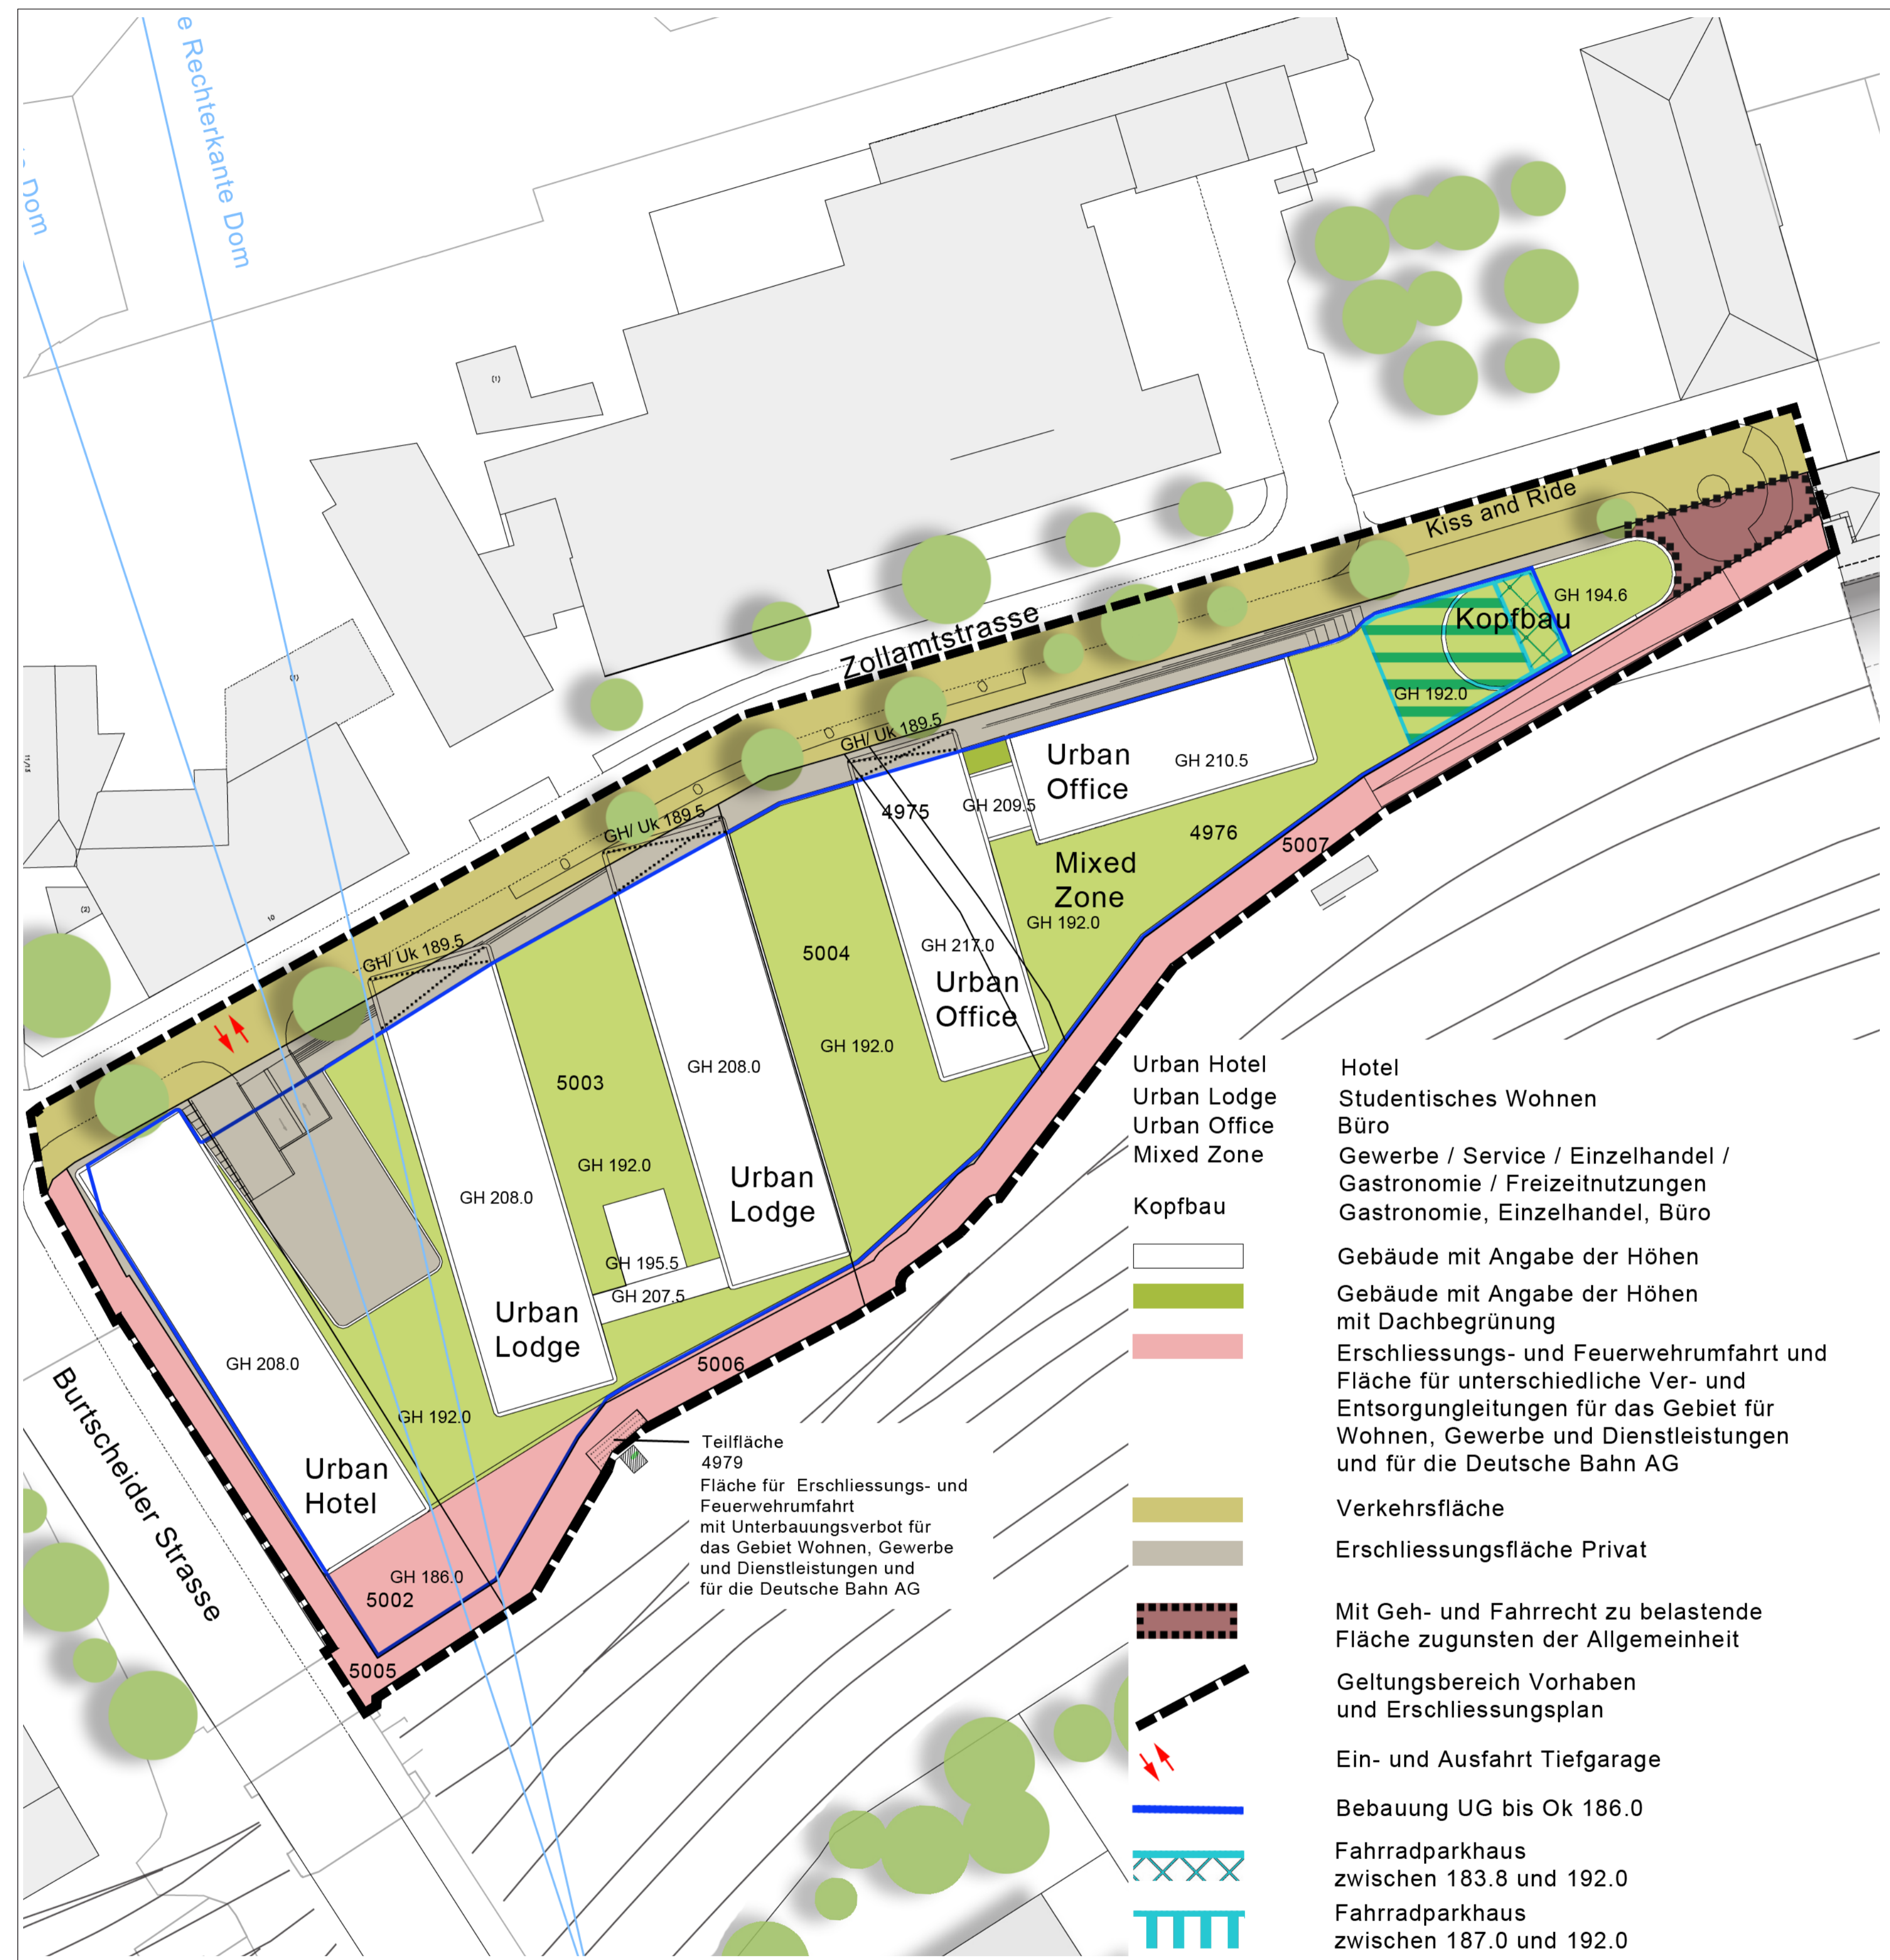 e Rechterkante Dom
Dom
(1)
(1)
11/13
(2)
10
Kiss and Ride
Zollamtstrasse
Kopfbau
GH 194.6
GH 192.0
GH/ Uk 189.5
Urban
Office
GH 210.5
4975
GH 209.5
4976
5007
Mixed
Zone
GH 192.0
GH/ Uk 189.5
GH 217.0
Urban
Office
5004
GH 192.0
GH/ Uk 189.5
GH 208.0
5003
GH 192.0
Urban
Lodge
GH 208.0
GH 195.5
GH 207.5
Urban
Lodge
5006
GH 208.0
GH 192.0
Urban
Hotel
GH 186.0
5002
5005
Burtscheider Strasse
Teilfläche
4979
Fläche für Erschliessungs- und
Feuerwehrumfahrt
mit Unterbauungsverbot für
das Gebiet Wohnen, Gewerbe
und Dienstleistungen und
für die Deutsche Bahn AG
Urban Hotel Hotel
Urban Lodge Studentisches Wohnen
Urban Office Büro
Mixed Zone Gewerbe / Service / Einzelhandel /
Gastronomie / Freizeitnutzungen
Kopfbau Gastronomie, Einzelhandel, Büro
Gebäude mit Angabe der Höhen
Gebäude mit Angabe der Höhen
mit Dachbegrünung
Erschliessungs- und Feuerwehrumfahrt und
Fläche für unterschiedliche Ver- und
Entsorgungleitungen für das Gebiet für
Wohnen, Gewerbe und Dienstleistungen
und für die Deutsche Bahn AG
Verkehrsfläche
Erschliessungsfläche Privat
Mit Geh- und Fahrrecht zu belastende
Fläche zugunsten der Allgemeinheit
Geltungsbereich Vorhaben
und Erschliessungsplan
Ein- und Ausfahrt Tiefgarage
Bebauung UG bis Ok 186.0
Fahrradparkhaus
zwischen 183.8 und 192.0
Fahrradparkhaus
zwischen 187.0 und 192.0